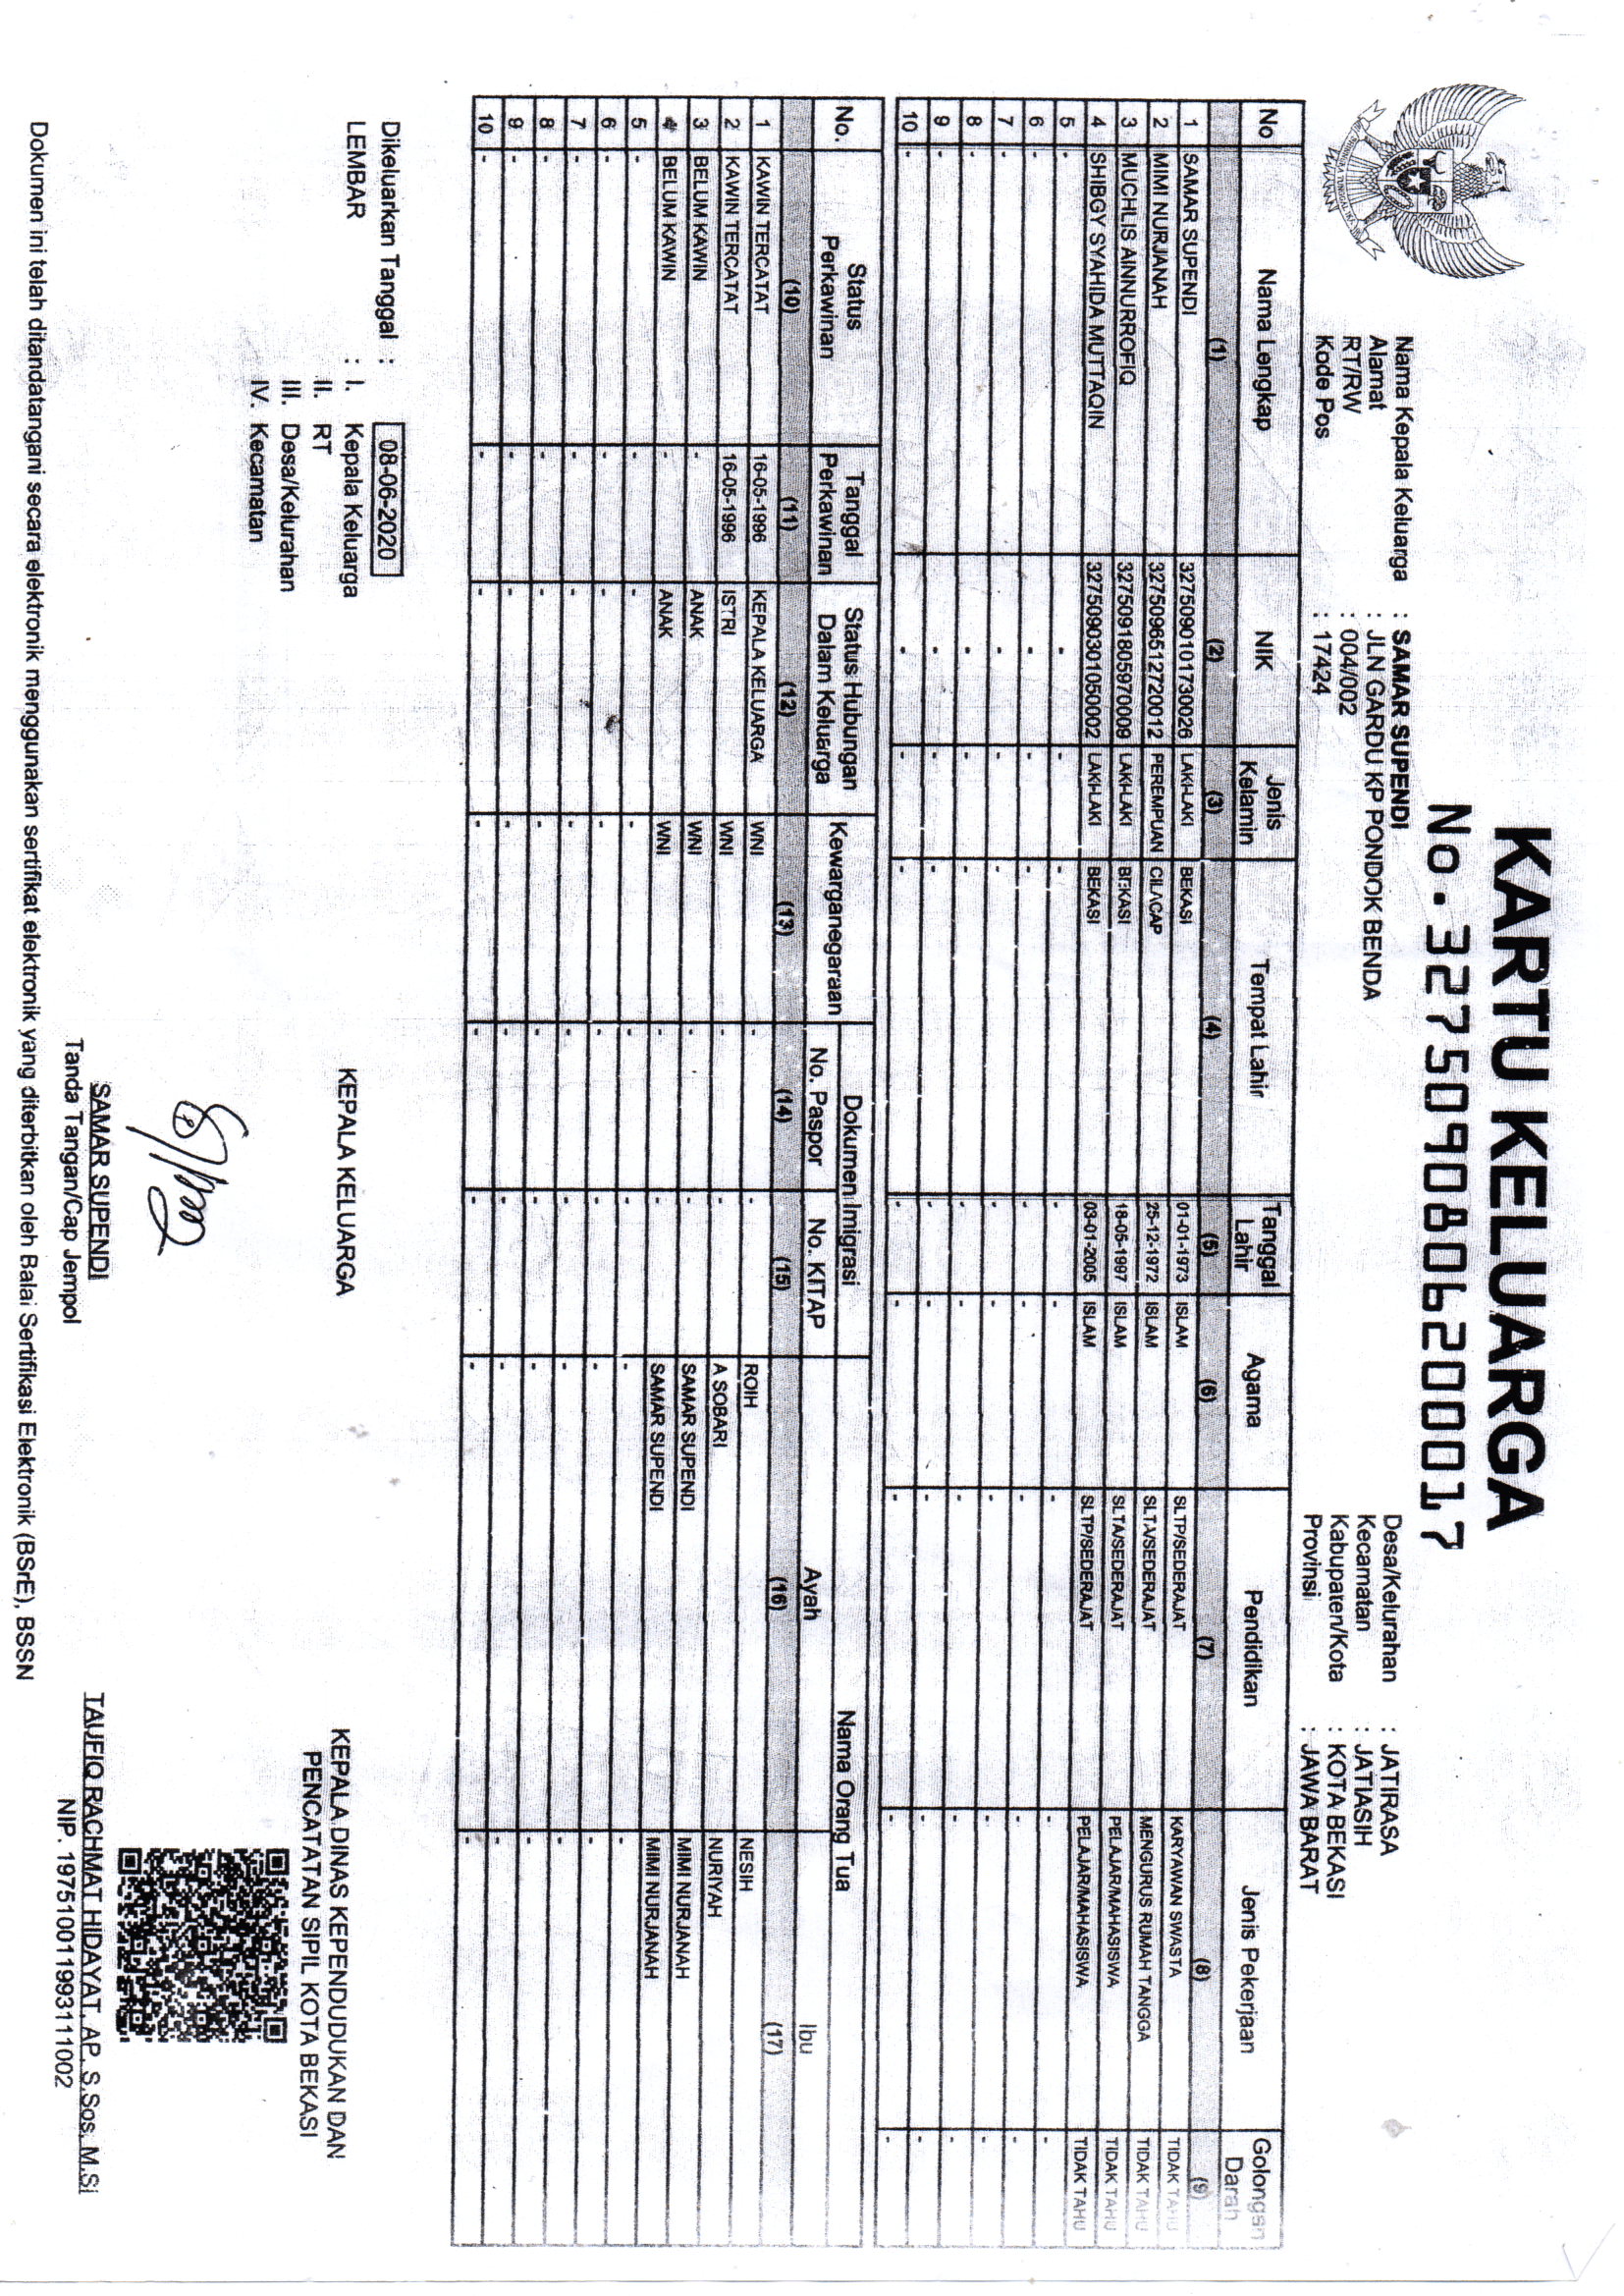 KARTU KELUARGA
No. 3275090806200017
Nama Kepala Keluarga : SAMAR SUPENDI
Alamat : JLN GARDU KP PONDOK BENDA
RT/RW : 004/002
Kode Pos : 17424
Desa/Kelurahan : JATIRASA
Kecamatan : JATIASIH
Kabupaten/Kota : KOTA BEKASI
Provinsi : JAWA BARAT
No Nama Lengkap NIK Jenis Kelamin Tempat Lahir Tanggal Lahir Agama Pendidikan Jenis Pekerjaan Golongan Darah
(1) (2) (3) (4) (5) (6) (7) (8) (9)
1 SAMAR SUPENDI 3275090101730026 LAKI-LAKI BEKASI 01-01-1973 ISLAM SLTP/SEDERAJAT KARYAWAN SWASTA TIDAK TAHU
2 MIMI NURJANAH 3275096512720012 PEREMPUAN CILACAP 25-12-1972 ISLAM SLTA/SEDERAJAT MENGURUS RUMAH TANGGA TIDAK TAHU
3 MUCHLIS AINNURROFIQ 3275091805970009 LAKI-LAKI BEKASI 18-05-1997 ISLAM SLTA/SEDERAJAT PELAJAR/MAHASISWA TIDAK TAHU
4 SHIBGY SYAHIDA MUTTAQIN 3275090301050002 LAKI-LAKI BEKASI 03-01-2005 ISLAM SLTP/SEDERAJAT PELAJAR/MAHASISWA TIDAK TAHU
5 - - - - - - - - -
6 - - - - - - - - -
7 - - - - - - - - -
8 - - - - - - - - -
9 - - - - - - - - -
10 - - - - - - - - -
No. Status Perkawinan Tanggal Perkawinan Status Hubungan Dalam Keluarga Kewarganegaraan Dokumen Imigrasi Nama Orang Tua
No. Paspor No. KITAP Ayah Ibu
(10) (11) (12) (13) (14) (15) (16) (17)
1 KAWIN TERCATAT 16-05-1996 KEPALA KELUARGA WNI - - ROIH NESIH
2 KAWIN TERCATAT 16-05-1996 ISTRI WNI - - A SOBARI NURIYAH
3 BELUM KAWIN - ANAK WNI - - SAMAR SUPENDI MIMI NURJANAH
4 BELUM KAWIN - ANAK WNI - - SAMAR SUPENDI MIMI NURJANAH
5 - - - - - - - -
6 - - - - - - - -
7 - - - - - - - -
8 - - - - - - - -
9 - - - - - - - -
10 - - - - - - - -
Dikeluarkan Tanggal : 08-06-2020
LEMBAR : I. Kepala Keluarga
II. RT
III. Desa/Kelurahan
IV. Kecamatan
KEPALA KELUARGA
SAMAR SUPENDI
Tanda Tangan/Cap Jempol
KEPALA DINAS KEPENDUDUKAN DAN
PENCATATAN SIPIL KOTA BEKASI
TAUFIQ RACHMAT HIDAYAT, AP. S.Sos. M.Si
NIP. 197510011993111002
Dokumen ini telah ditandatangani secara elektronik menggunakan sertifikat elektronik yang diterbitkan oleh Balai Sertifikasi Elektronik (BSrE), BSSN